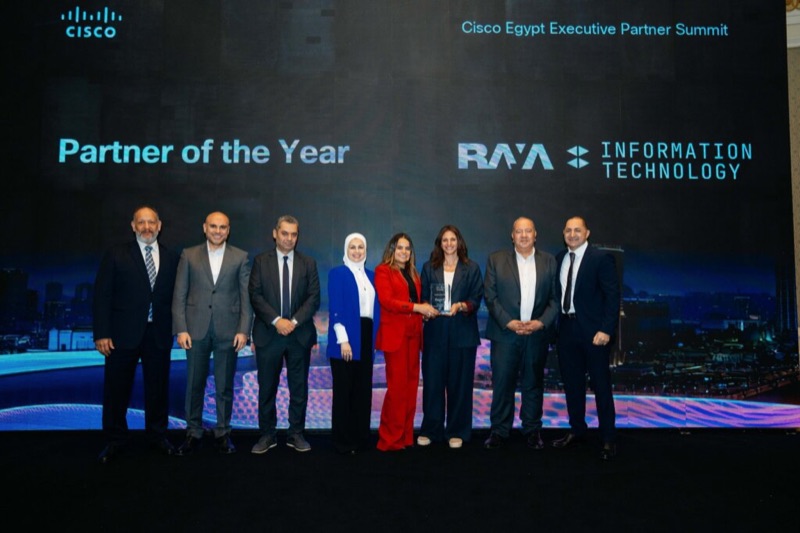 CISCO
Cisco Egypt Executive Partner Summit
Partner of the Year
RAYA INFORMATION
TECHNOLOGY